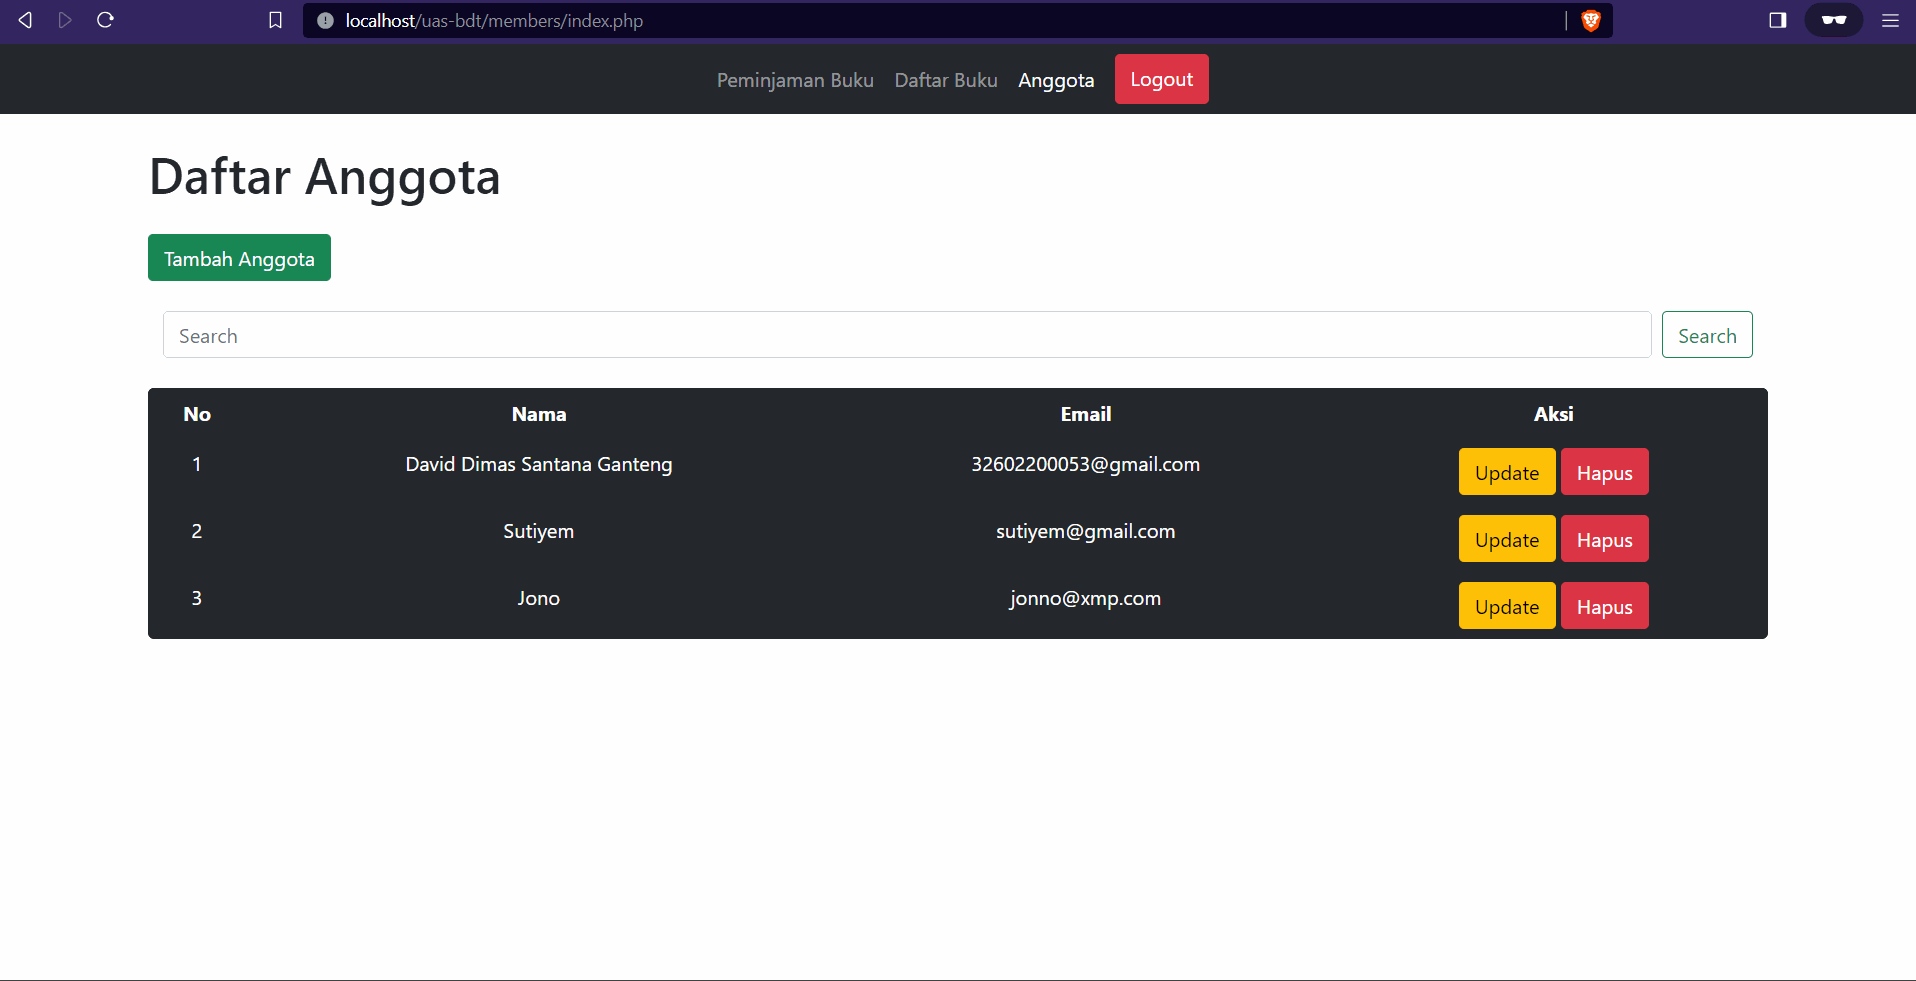 localhost/uas-bdt/members/index.php
Peminjaman Buku Daftar Buku Anggota Logout
Daftar Anggota
Tambah Anggota
Search Search
No Nama Email Aksi
1 David Dimas Santana Ganteng 32602200053@gmail.com Update Hapus
2 Sutiyem sutiyem@gmail.com Update Hapus
3 Jono jonno@xmp.com Update Hapus